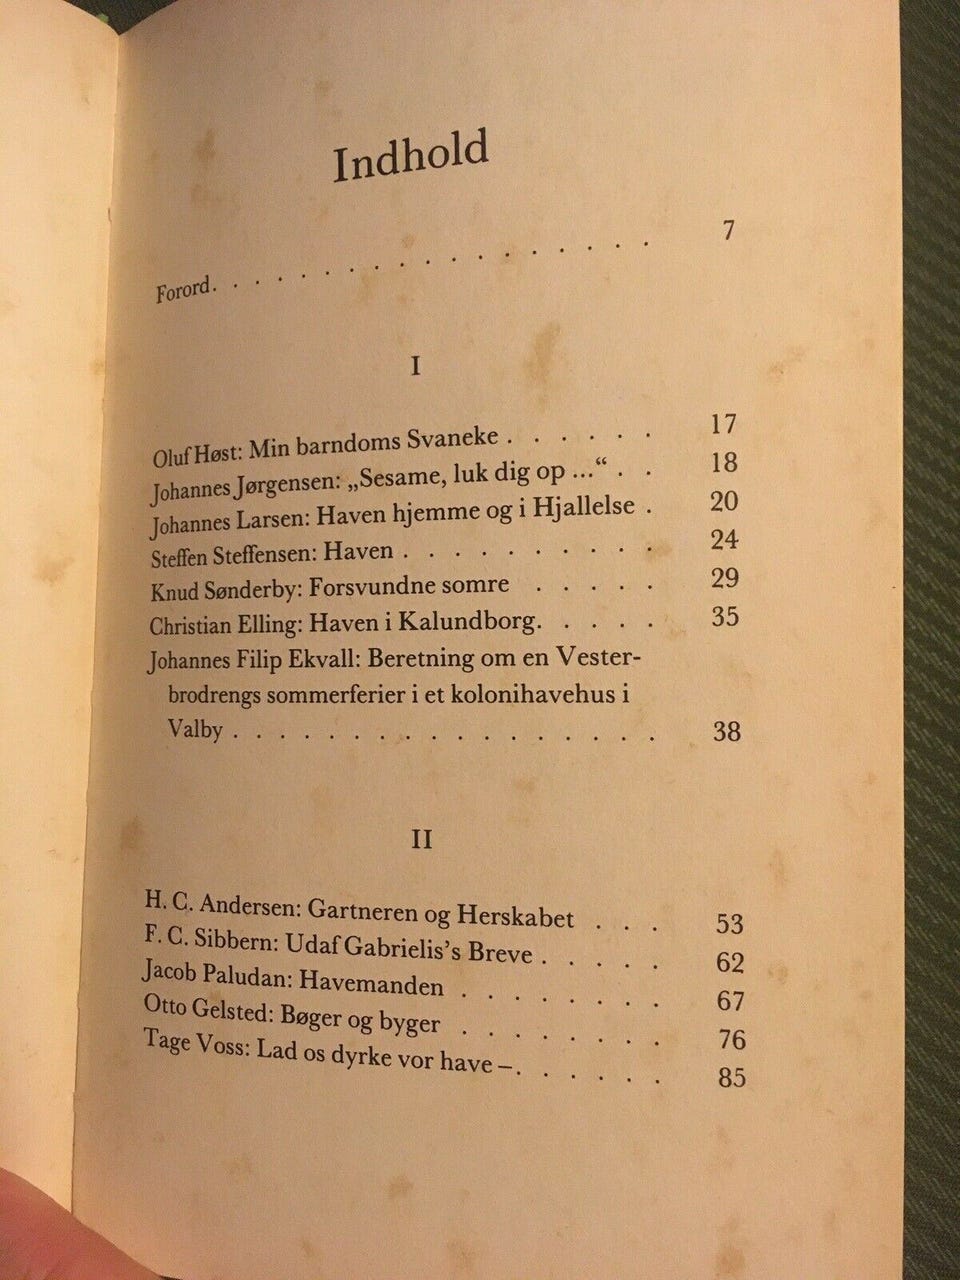 Indhold
Forord. . . . . . . . . . . . . . . . . . 7
I
Oluf Høst: Min barndoms Svaneke . . . . . . 17
Johannes Jørgensen: „Sesame, luk dig op ...“ . . 18
Johannes Larsen: Haven hjemme og i Hjallelse . 20
Steffen Steffensen: Haven . . . . . . . . . . 24
Knud Sønderby: Forsvundne somre . . . . . 29
Christian Elling: Haven i Kalundborg. . . . . 35
Johannes Filip Ekvall: Beretning om en Vester-
brodrengs sommerferier i et kolonihavehus i
Valby . . . . . . . . . . . . . . . . . 38
II
H. C. Andersen: Gartneren og Herskabet . . . 53
F. C. Sibbern: Udaf Gabrielis’s Breve . . . . . 62
Jacob Paludan: Havemanden . . . . . . . . 67
Otto Gelsted: Bøger og byger . . . . . . . . 76
Tage Voss: Lad os dyrke vor have –. . . . . . 85